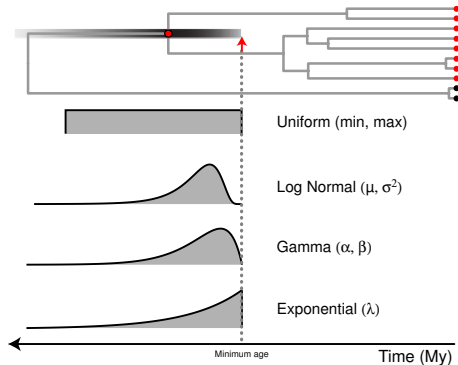 Uniform (min, max)
Log Normal (μ, σ²)
Gamma (α, β)
Exponential (λ)
Minimum age
Time (My)